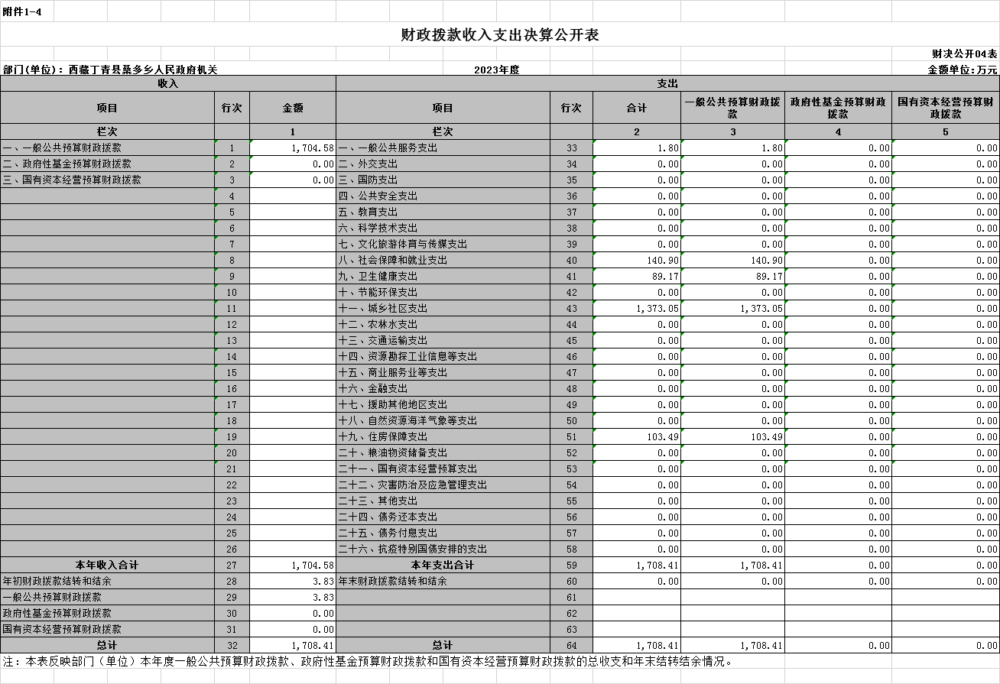 附件1-4
财政拨款收入支出决算公开表
财决公开04表
部门(单位)：西藏丁青县桑多乡人民政府机关 2023年度 金额单位:万元
收入 支出
项目 行次 金额 项目 行次 合计 一般公共预算财政拨款 政府性基金预算财政拨款 国有资本经营预算财政拨款
栏次 1 栏次 2 3 4 5
一、一般公共预算财政拨款 1 1,704.58 一、一般公共服务支出 33 1.80 1.80 0.00 0.00
二、政府性基金预算财政拨款 2 0.00 二、外交支出 34 0.00 0.00 0.00 0.00
三、国有资本经营预算财政拨款 3 0.00 三、国防支出 35 0.00 0.00 0.00 0.00
4 四、公共安全支出 36 0.00 0.00 0.00 0.00
5 五、教育支出 37 0.00 0.00 0.00 0.00
6 六、科学技术支出 38 0.00 0.00 0.00 0.00
7 七、文化旅游体育与传媒支出 39 0.00 0.00 0.00 0.00
8 八、社会保障和就业支出 40 140.90 140.90 0.00 0.00
9 九、卫生健康支出 41 89.17 89.17 0.00 0.00
10 十、节能环保支出 42 0.00 0.00 0.00 0.00
11 十一、城乡社区支出 43 1,373.05 1,373.05 0.00 0.00
12 十二、农林水支出 44 0.00 0.00 0.00 0.00
13 十三、交通运输支出 45 0.00 0.00 0.00 0.00
14 十四、资源勘探工业信息等支出 46 0.00 0.00 0.00 0.00
15 十五、商业服务业等支出 47 0.00 0.00 0.00 0.00
16 十六、金融支出 48 0.00 0.00 0.00 0.00
17 十七、援助其他地区支出 49 0.00 0.00 0.00 0.00
18 十八、自然资源海洋气象等支出 50 0.00 0.00 0.00 0.00
19 十九、住房保障支出 51 103.49 103.49 0.00 0.00
20 二十、粮油物资储备支出 52 0.00 0.00 0.00 0.00
21 二十一、国有资本经营预算支出 53 0.00 0.00 0.00 0.00
22 二十二、灾害防治及应急管理支出 54 0.00 0.00 0.00 0.00
23 二十三、其他支出 55 0.00 0.00 0.00 0.00
24 二十四、债务还本支出 56 0.00 0.00 0.00 0.00
25 二十五、债务付息支出 57 0.00 0.00 0.00 0.00
26 二十六、抗疫特别国债安排的支出 58 0.00 0.00 0.00 0.00
本年收入合计 27 1,704.58 本年支出合计 59 1,708.41 1,708.41 0.00 0.00
年初财政拨款结转和结余 28 3.83 年末财政拨款结转和结余 60 0.00 0.00 0.00 0.00
一般公共预算财政拨款 29 3.83 61
政府性基金预算财政拨款 30 0.00 62
国有资本经营预算财政拨款 31 0.00 63
总计 32 1,708.41 总计 64 1,708.41 1,708.41 0.00 0.00
注：本表反映部门（单位）本年度一般公共预算财政拨款、政府性基金预算财政拨款和国有资本经营预算财政拨款的总收支和年末结转结余情况。